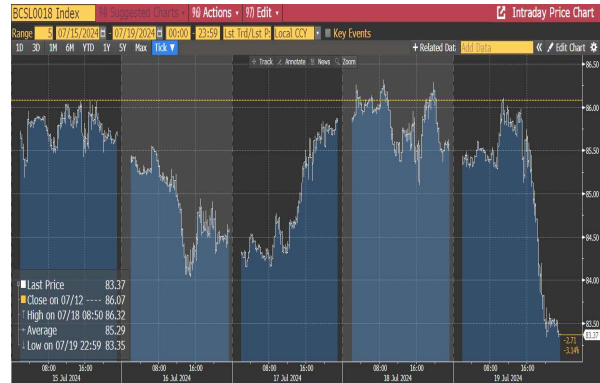 BCSL0018 Index 98) Suggested Charts 96) Actions 97) Edit Intraday Price Chart
Range 5 07/15/2024 - 07/19/2024 00:00 - 23:59 Lst Trd/Lst P Local CCY Key Events
1D 3D 1M 6M YTD 1Y 5Y Max Tick ▼ + Related Dat Add Data « Edit Chart
Track Annotate News Zoom
86.50
86.00
85.50
85.00
84.50
84.00
83.50
83.37
-2.71
-3.14%
Last Price 83.37
Close on 07/12 ---- 86.07
High on 07/18 08:50 86.32
Average 85.29
Low on 07/19 22:59 83.35
08:00 16:00 08:00 16:00 08:00 16:00 08:00 16:00 08:00 16:00
15 Jul 2024 16 Jul 2024 17 Jul 2024 18 Jul 2024 19 Jul 2024